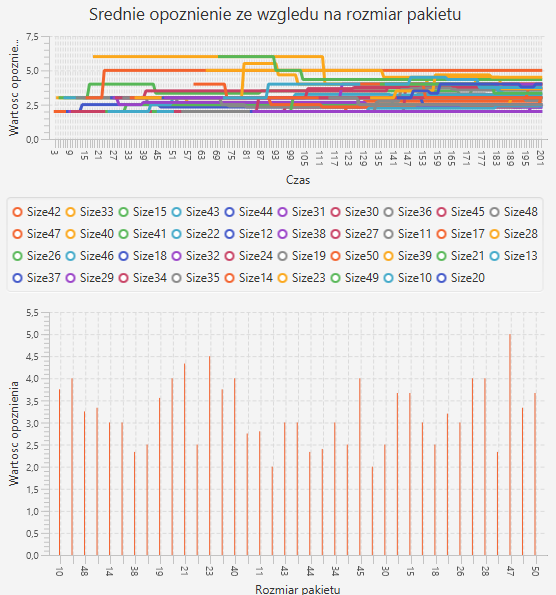 Srednie opoznienie ze wzgledu na rozmiar pakietu
7,5
5,0
2,5
0,0
Wartosc opoznie...
3 9 15 21 27 33 39 45 51 57 63 69 75 81 87 93 99 105 111 117 123 129 135 141 147 153 159 165 171 177 183 189 195 201
Czas
Size42 Size33 Size15 Size43 Size44 Size31 Size30 Size36 Size45 Size48
Size47 Size40 Size41 Size22 Size12 Size38 Size27 Size11 Size17 Size28
Size26 Size46 Size18 Size32 Size24 Size19 Size50 Size39 Size21 Size13
Size37 Size29 Size34 Size35 Size14 Size23 Size49 Size10 Size20
5,5
5,0
4,5
4,0
3,5
3,0
2,5
2,0
1,5
1,0
0,5
0,0
Wartosc opoznienia
10 48 14 38 19 21 23 40 11 43 44 34 45 31 15 18 26 28 47 50
Rozmiar pakietu